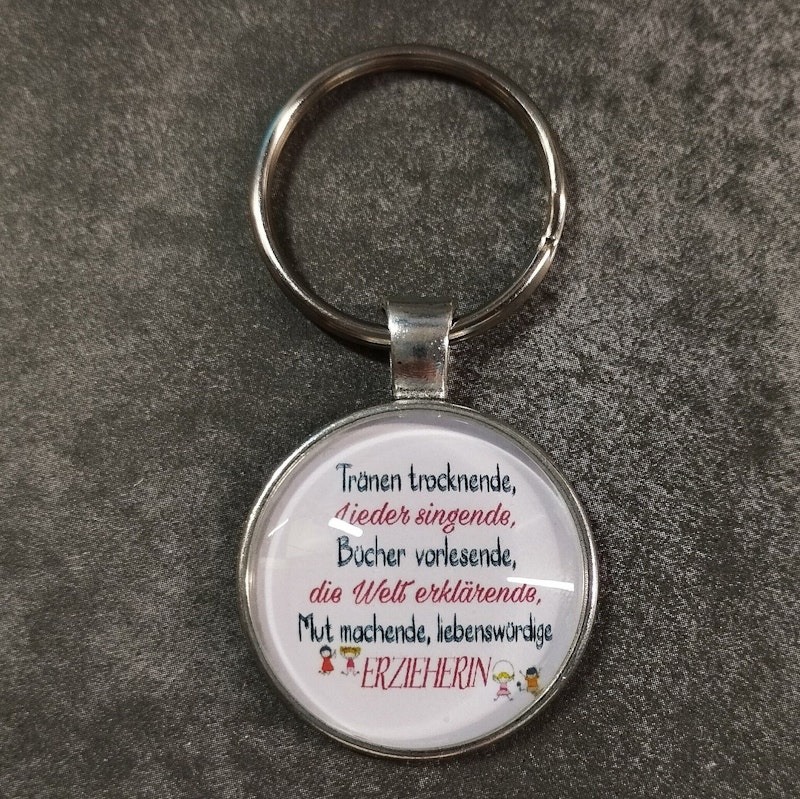 Tränen trocknende,
Lieder singende,
Bücher vorlesende,
die Welt erklärende,
Mut machende, liebenswürdige
ERZIEHERIN